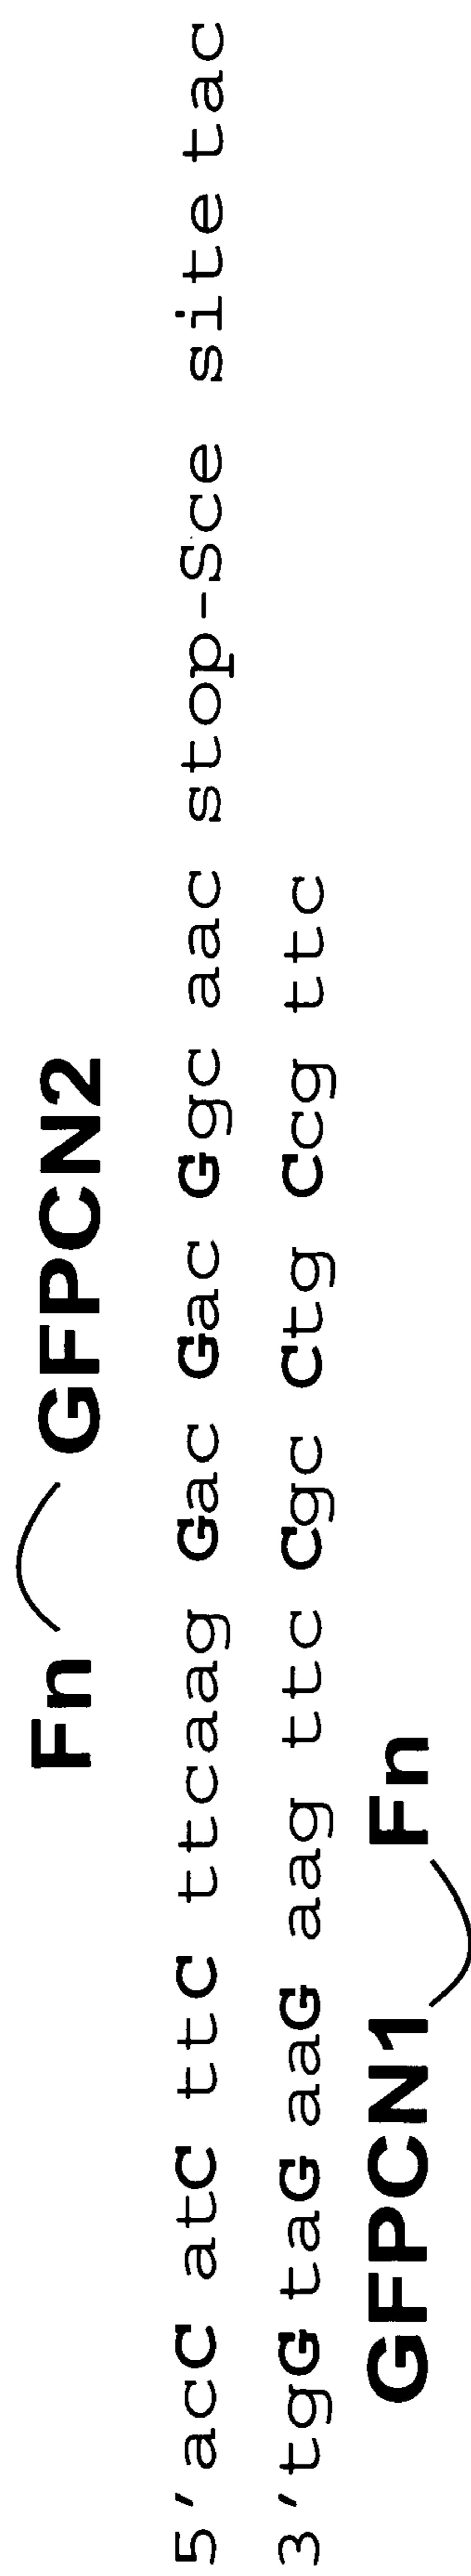 Fn GFPCN2
5'acC atC ttC ttcaag Gac Gac Ggc aac stop-Sce site tac
3'tgG taG aaG aag ttc Cgc Ctg Ccg ttc
GFPCN1 Fn